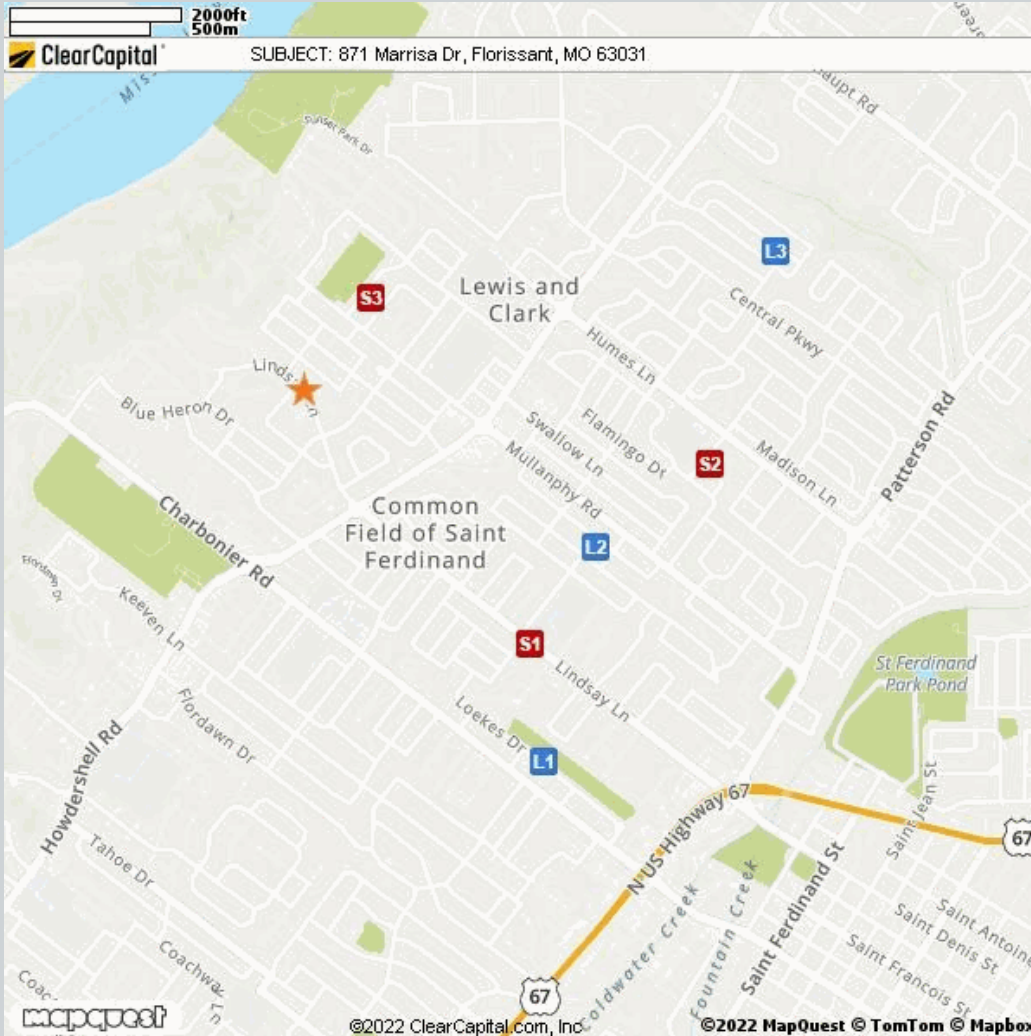 2000ft
500m
ClearCapital
SUBJECT: 871 Marrisa Dr, Florissant, MO 63031
Mis
Haupt Rd
Sunset Park Dr
L3
Lewis and
Clark
S3
Central Pkwy
Humes Ln
Blue Heron Dr
Swallow Ln
Flamingo Dr
S2
Madison Ln
Patterson Rd
Mullanphy Rd
Common
Field of Saint
Ferdinand
Charbonier Rd
L2
Keeven Ln
S1
Lindsay Ln
St Ferdinand
Park Pond
Flordawn Dr
Loekes Dr
L1
Howdershell Rd
N US Highway 67
Saint Jean St
67
Tahoe Dr
Saint Ferdinand St
Coldwater Creek
Fountain Creek
Saint Antoine
Saint Denis St
Saint Francois St
Coachway Ln
Coac
67
mapquest
©2022 ClearCapital.com, Inc
©2022 MapQuest © TomTom © Mapbox